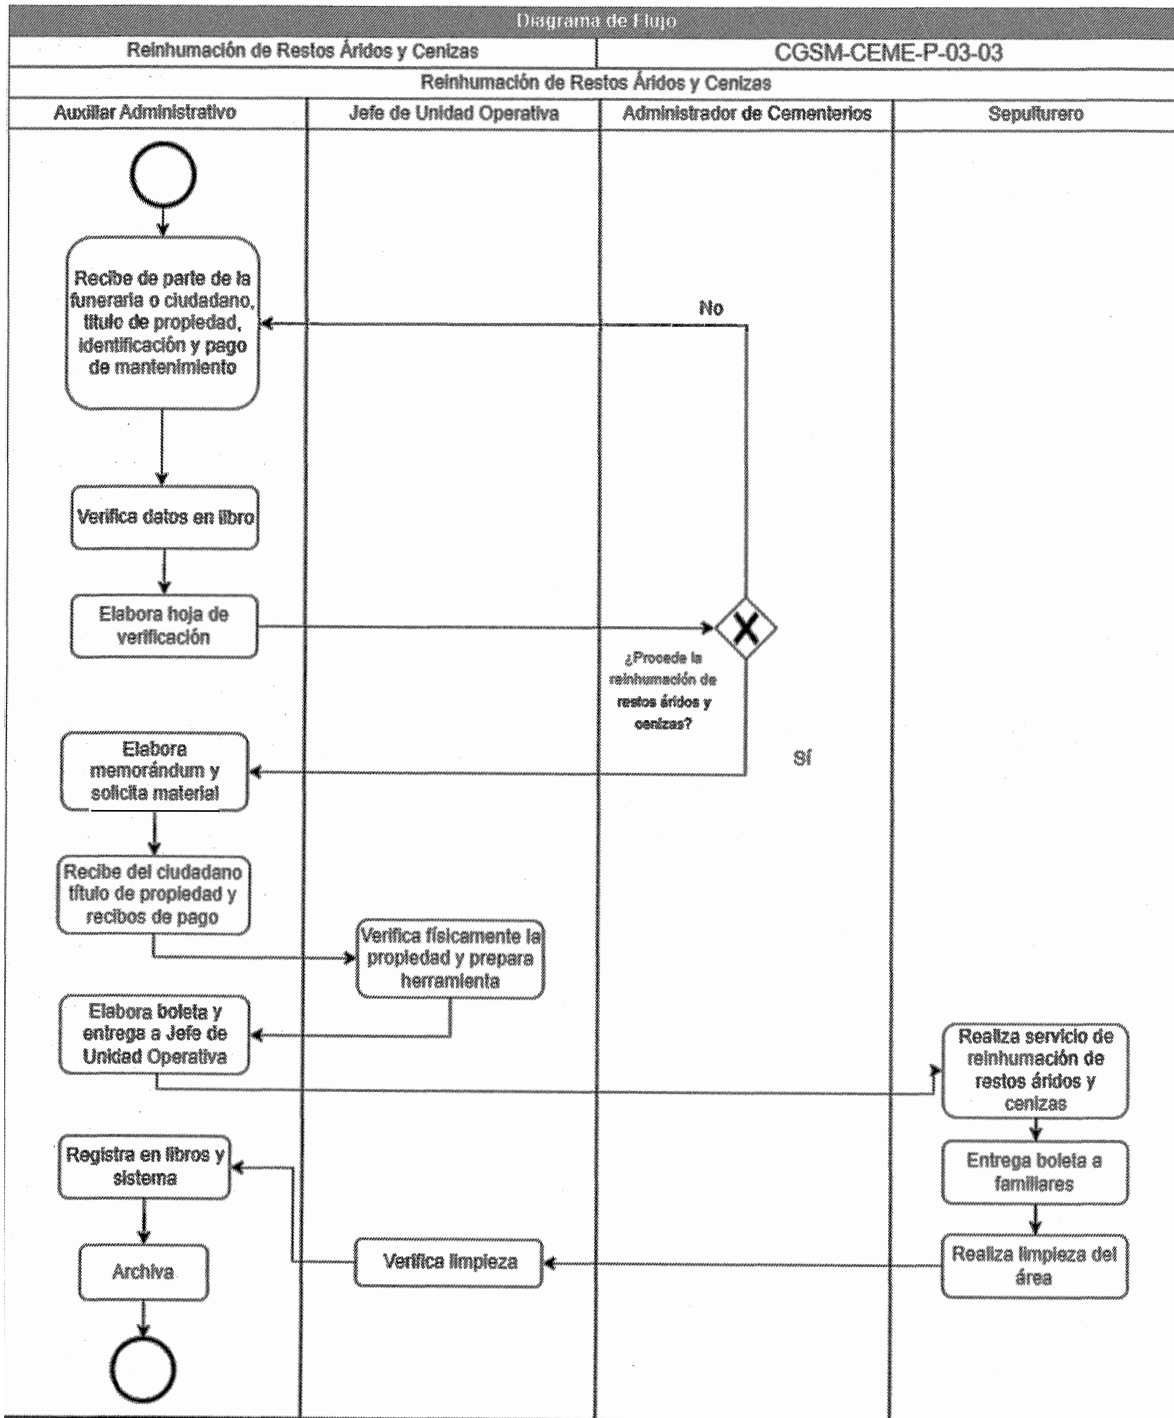 Diagrama de Flujo
Reinhumación de Restos Áridos y Cenizas
CGSM-CEME-P-03-03
Reinhumación de Restos Áridos y Cenizas
Auxiliar Administrativo
Jefe de Unidad Operativa
Administrador de Cementerios
Sepulturero
Recibe de parte de la
funeraria o ciudadano,
título de propiedad,
identificación y pago
de mantenimiento
No
Verifica datos en libro
Elabora hoja de
verificación
¿Procede la
reinhumación de
restos áridos y
cenizas?
Sí
Elabora
memorándum y
solicita material
Recibe del ciudadano
título de propiedad y
recibos de pago
Verifica físicamente la
propiedad y prepara
herramienta
Elabora boleta y
entrega a Jefe de
Unidad Operativa
Realiza servicio de
reinhumación de
restos áridos y
cenizas
Registra en libros y
sistema
Entrega boleta a
familiares
Archiva
Verifica limpieza
Realiza limpieza del
área